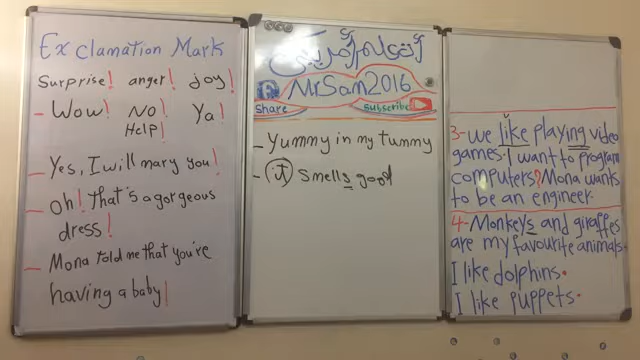 Exclamation Mark
Surprise! anger! joy!
- Wow! No! Ya!
Help!
- Yes, I will mary you!
- Oh! that's a gorgeous
dress!
- Mona told me that you're
having a baby!
MrSam2016
Share subscribe
- Yummy in my tummy
- (it) Smells good
3- we like playing video
games. I want to program
computers? Mona wants
to be an engineer.
4- Monkeys and giraffes
are my favourite animals.
I like dolphins.
I like puppets.